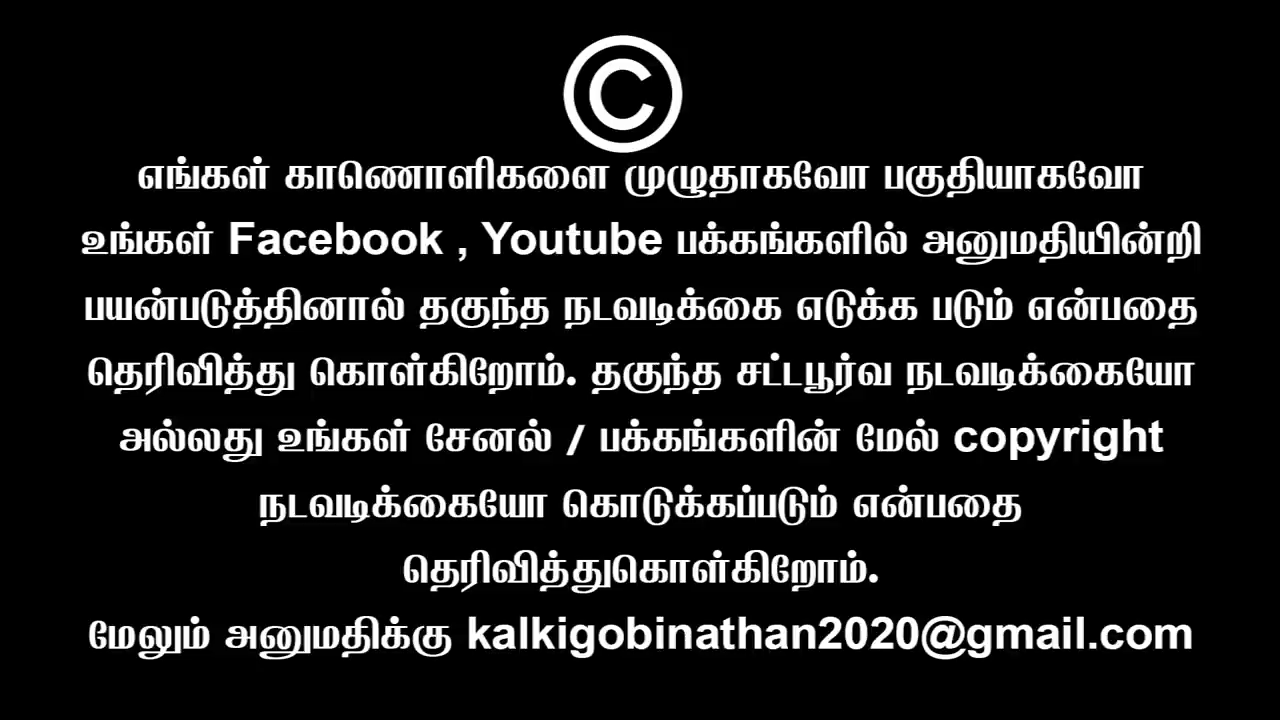 ©
எங்கள் காணொளிகளை முழுதாகவோ பகுதியாகவோ
உங்கள் Facebook , Youtube பக்கங்களில் அனுமதியின்றி
பயன்படுத்தினால் தகுந்த நடவடிக்கை எடுக்க படும் என்பதை
தெரிவித்து கொள்கிறோம். தகுந்த சட்டபூர்வ நடவடிக்கையோ
அல்லது உங்கள் சேனல் / பக்கங்களின் மேல் copyright
நடவடிக்கையோ கொடுக்கப்படும் என்பதை
தெரிவித்துகொள்கிறோம்.
மேலும் அனுமதிக்கு kalkigobinathan2020@gmail.com